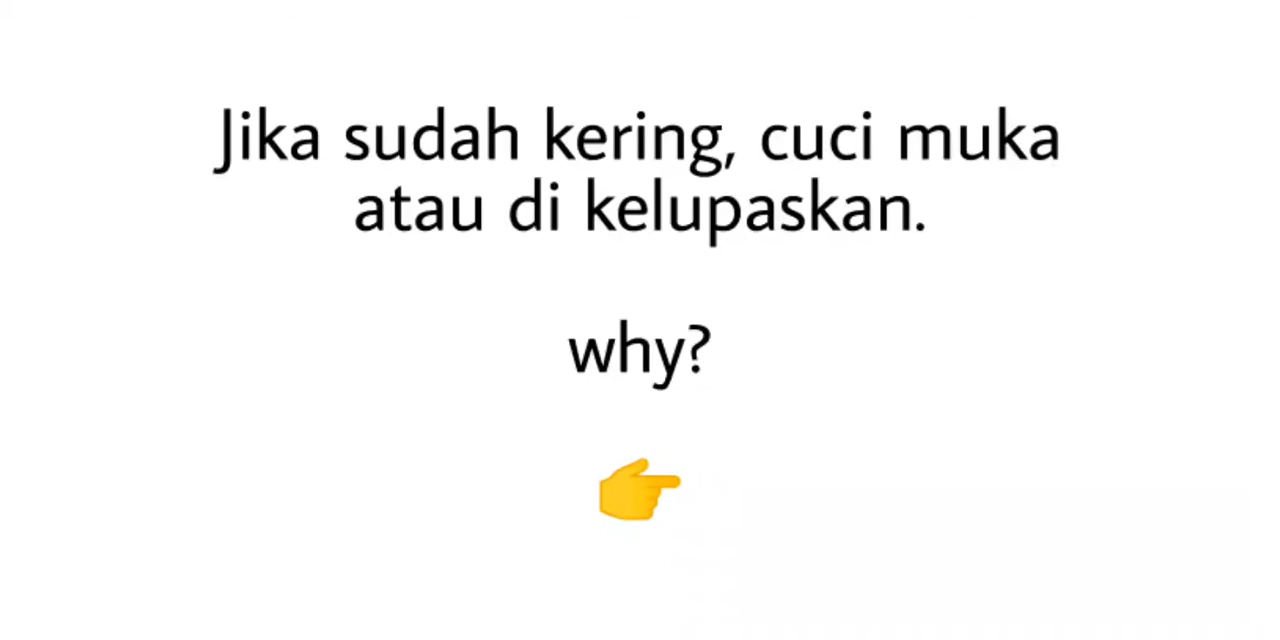 Jika sudah kering, cuci muka
atau di kelupaskan.
why?